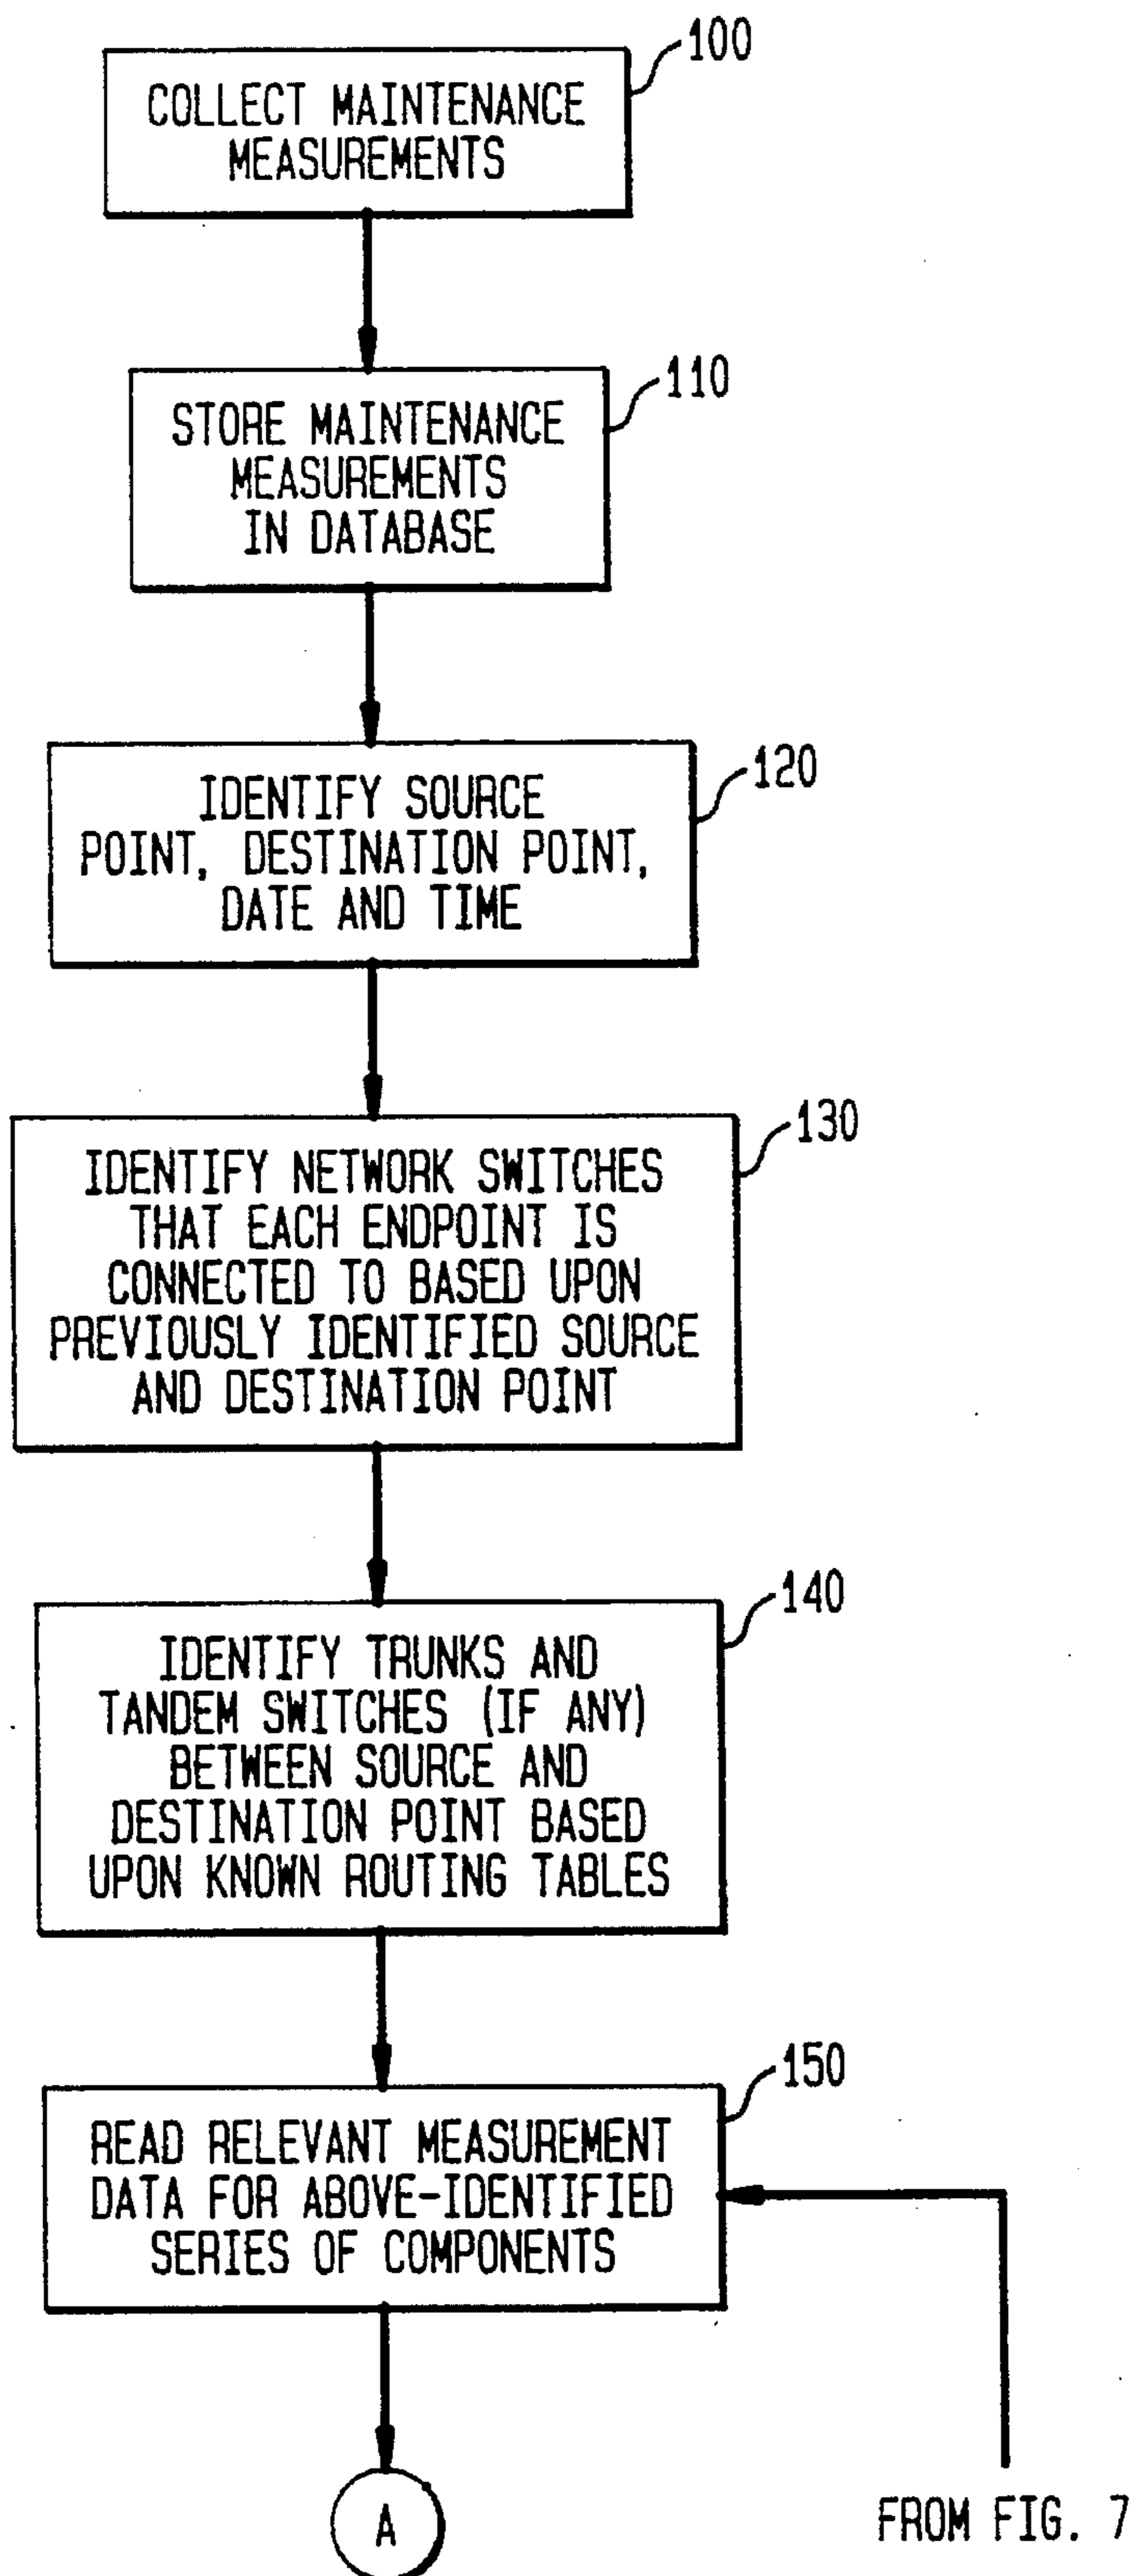 100
COLLECT MAINTENANCE
MEASUREMENTS
110
STORE MAINTENANCE
MEASUREMENTS
IN DATABASE
120
IDENTIFY SOURCE
POINT, DESTINATION POINT,
DATE AND TIME
130
IDENTIFY NETWORK SWITCHES
THAT EACH ENDPOINT IS
CONNECTED TO BASED UPON
PREVIOUSLY IDENTIFIED SOURCE
AND DESTINATION POINT
140
IDENTIFY TRUNKS AND
TANDEM SWITCHES (IF ANY)
BETWEEN SOURCE AND
DESTINATION POINT BASED
UPON KNOWN ROUTING TABLES
150
READ RELEVANT MEASUREMENT
DATA FOR ABOVE-IDENTIFIED
SERIES OF COMPONENTS
A
FROM FIG. 7